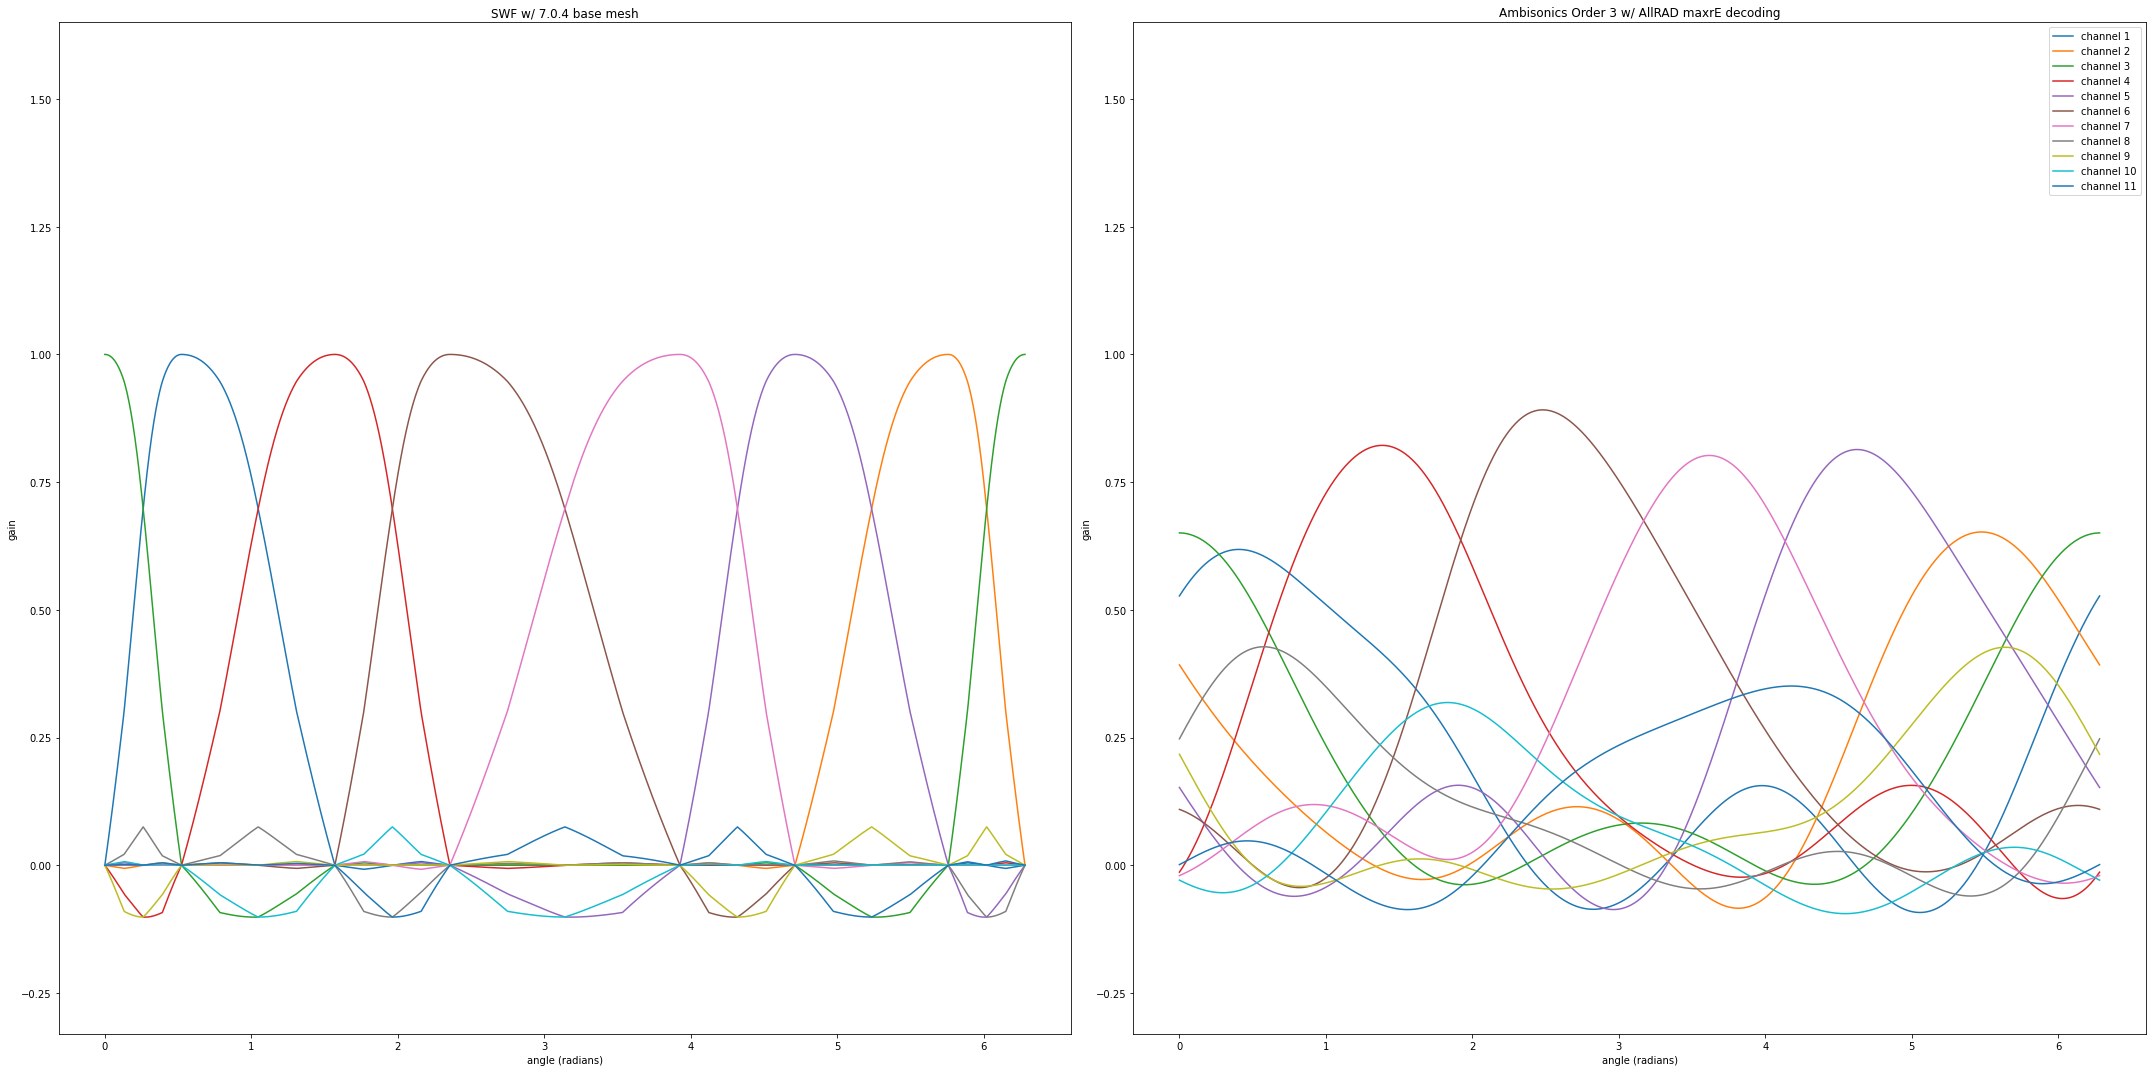 SWF w/ 7.0.4 base mesh
1.50
1.25
1.00
0.75
0.50
0.25
0.00
−0.25
gain
0
1
2
3
4
5
6
angle (radians)
Ambisonics Order 3 w/ AllRAD maxrE decoding
1.50
1.25
1.00
0.75
0.50
0.25
0.00
−0.25
gain
0
1
2
3
4
5
6
angle (radians)
channel 1
channel 2
channel 3
channel 4
channel 5
channel 6
channel 7
channel 8
channel 9
channel 10
channel 11